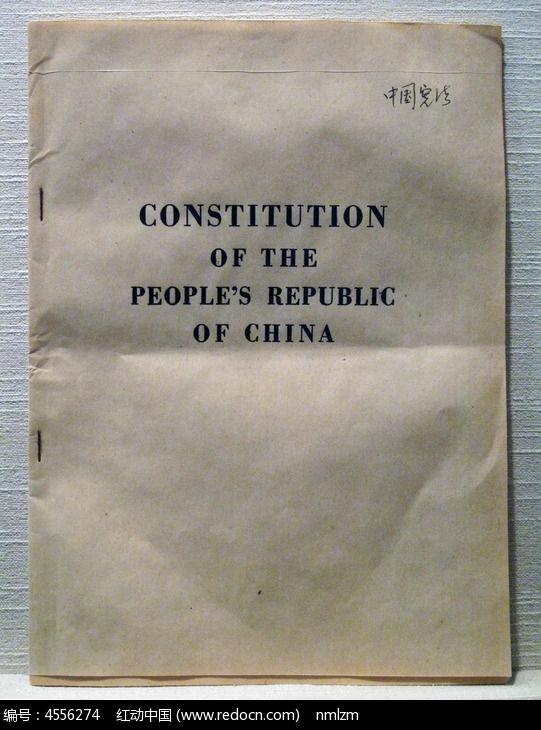 中国宪法
CONSTITUTION
OF THE
PEOPLE'S REPUBLIC
OF CHINA
编号：4556274 红动中国 (www.redocn.com) nmlzm